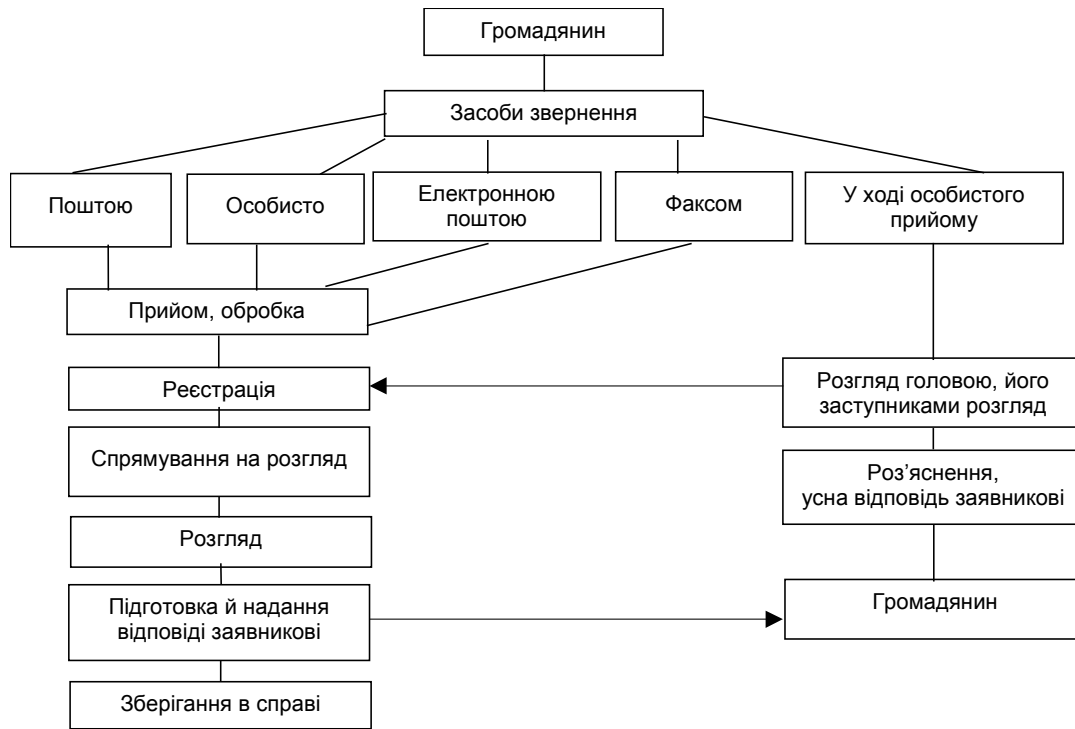 Громадянин
Засоби звернення
Поштою
Особисто
Електронною
поштою
Факсом
У ході особистого
прийому
Прийом, обробка
Реєстрація
Розгляд головою, його
заступниками розгляд
Спрямування на розгляд
Роз’яснення,
усна відповідь заявникові
Розгляд
Підготовка й надання
відповіді заявникові
Громадянин
Зберігання в справі